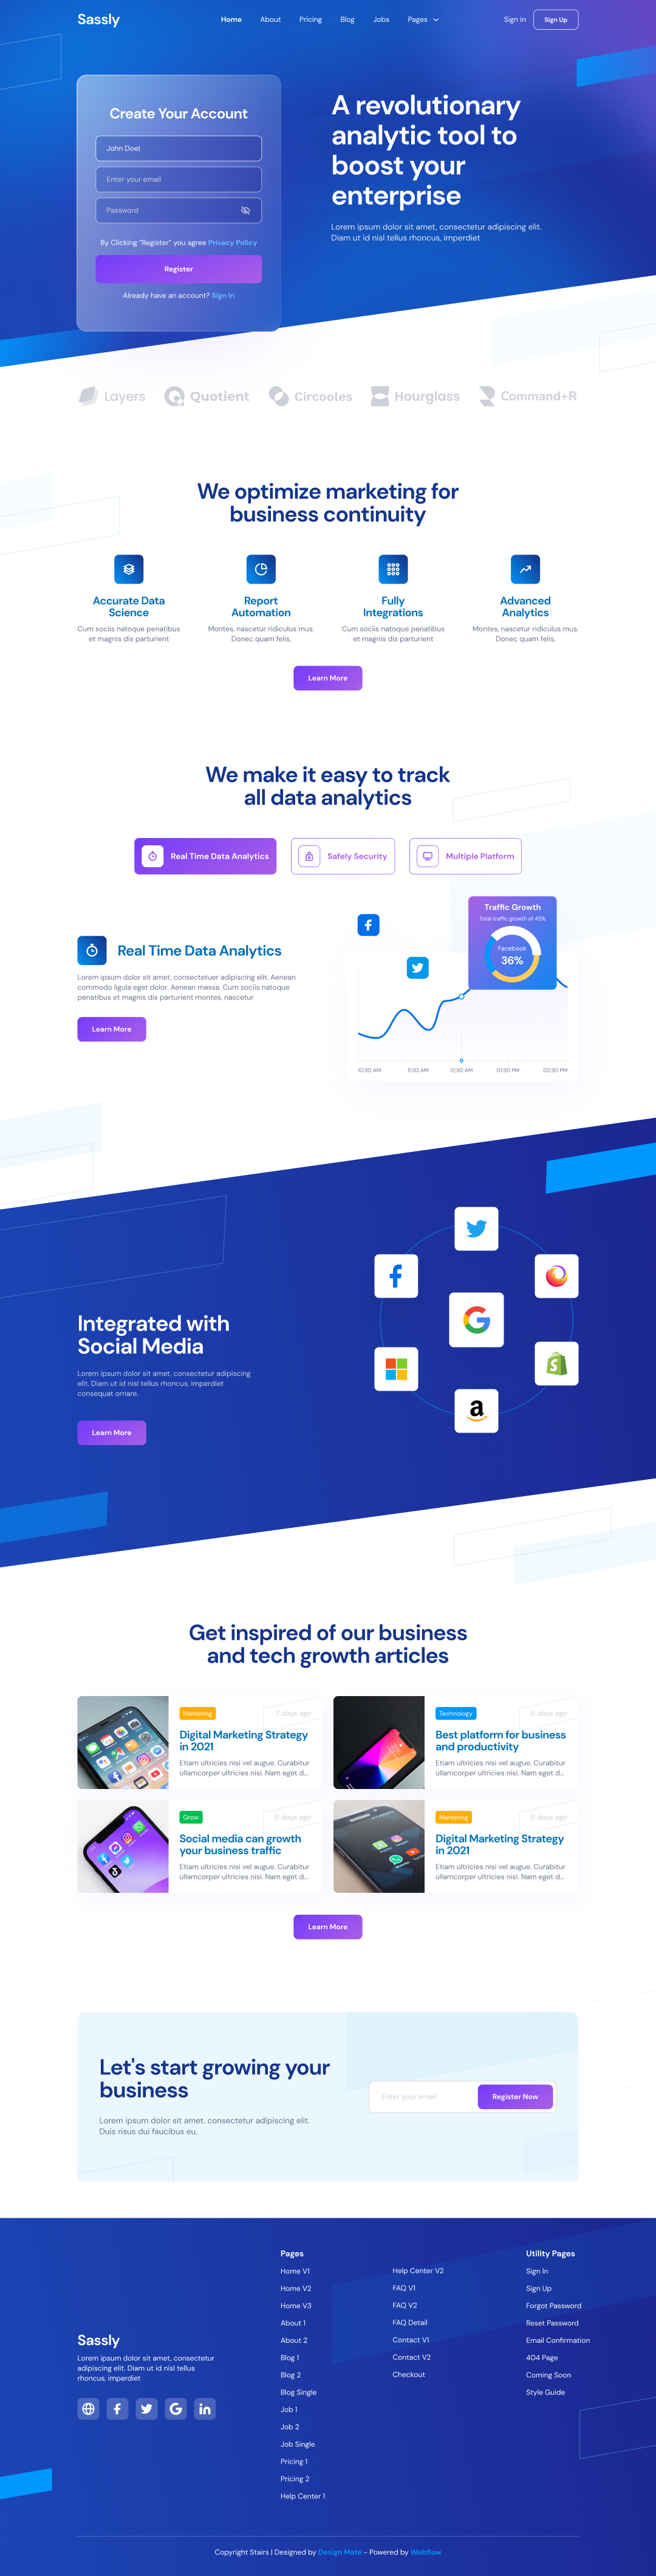 Sassly
Home
About
Pricing
Blog
Jobs
Pages
Sign in
Sign Up
Create Your Account
John Doe|
Enter your email
Password
By Clicking "Register" you agree Privacy Policy
Register
Already have an account? Sign In
A revolutionary
analytic tool to
boost your
enterprise
Lorem ipsum dolor sit amet, consectetur adipiscing elit.
Diam ut id nisl tellus rhoncus, imperdiet
Layers
Quotient
Circooles
Hourglass
Command+R
We optimize marketing for
business continuity
Accurate Data
Science
Cum sociis natoque penatibus
et magnis dis parturient
Report
Automation
Montes, nascetur ridiculus mus.
Donec quam felis,
Fully
Integrations
Cum sociis natoque penatibus
et magnis dis parturient
Advanced
Analytics
Montes, nascetur ridiculus mus.
Donec quam felis,
Learn More
We make it easy to track
all data analytics
Real Time Data Analytics
Safely Security
Multiple Platform
Real Time Data Analytics
Lorem ipsum dolor sit amet, consectetuer adipiscing elit. Aenean
commodo ligula eget dolor. Aenean massa. Cum sociis natoque
penatibus et magnis dis parturient montes, nascetur
Learn More
Traffic Growth
Total traffic growth of 45%
Facebook
36%
10:30 AM
11:30 AM
12:30 AM
01:30 PM
02:30 PM
Integrated with
Social Media
Lorem ipsum dolor sit amet, consectetur adipiscing
elit. Diam ut id nisl tellus rhoncus, imperdiet
consequat ornare.
Learn More
Get inspired of our business
and tech growth articles
Marketing
7 days ago
Digital Marketing Strategy
in 2021
Etiam ultricies nisi vel augue. Curabitur
ullamcorper ultricies nisi. Nam eget d...
Technology
6 days ago
Best platform for business
and productivity
Etiam ultricies nisi vel augue. Curabitur
ullamcorper ultricies nisi. Nam eget d...
Grow
6 days ago
Social media can growth
your business traffic
Etiam ultricies nisi vel augue. Curabitur
ullamcorper ultricies nisi. Nam eget d...
Marketing
6 days ago
Digital Marketing Strategy
in 2021
Etiam ultricies nisi vel augue. Curabitur
ullamcorper ultricies nisi. Nam eget d...
Learn More
Let's start growing your
business
Lorem ipsum dolor sit amet, consectetur adipiscing elit.
Duis risus dui faucibus eu.
Enter your email
Register Now
Sassly
Lorem ipsum dolor sit amet, consectetur
adipiscing elit. Diam ut id nisl tellus
rhoncus, imperdiet
Pages
Home V1
Home V2
Home V3
About 1
About 2
Blog 1
Blog 2
Blog Single
Job 1
Job 2
Job Single
Pricing 1
Pricing 2
Help Center 1
Help Center V2
FAQ V1
FAQ V2
FAQ Detail
Contact V1
Contact V2
Checkout
Utility Pages
Sign In
Sign Up
Forgot Password
Reset Password
Email Confirmation
404 Page
Coming Soon
Style Guide
Copyright Stairs | Designed by Design Mate - Powered by Webflow